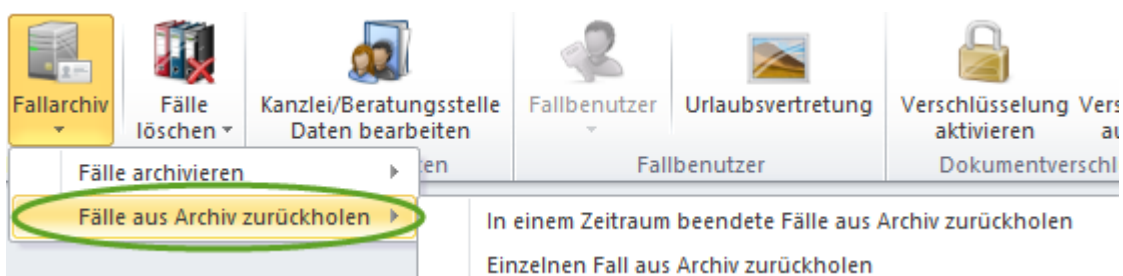 Fallarchiv
Fälle
löschen
Kanzlei/Beratungsstelle
Daten bearbeiten
Fallbenutzer
Urlaubsvertretung
Verschlüsselung
aktivieren
Fallbenutzer
Fälle archivieren
Fälle aus Archiv zurückholen
In einem Zeitraum beendete Fälle aus Archiv zurückholen
Einzelnen Fall aus Archiv zurückholen